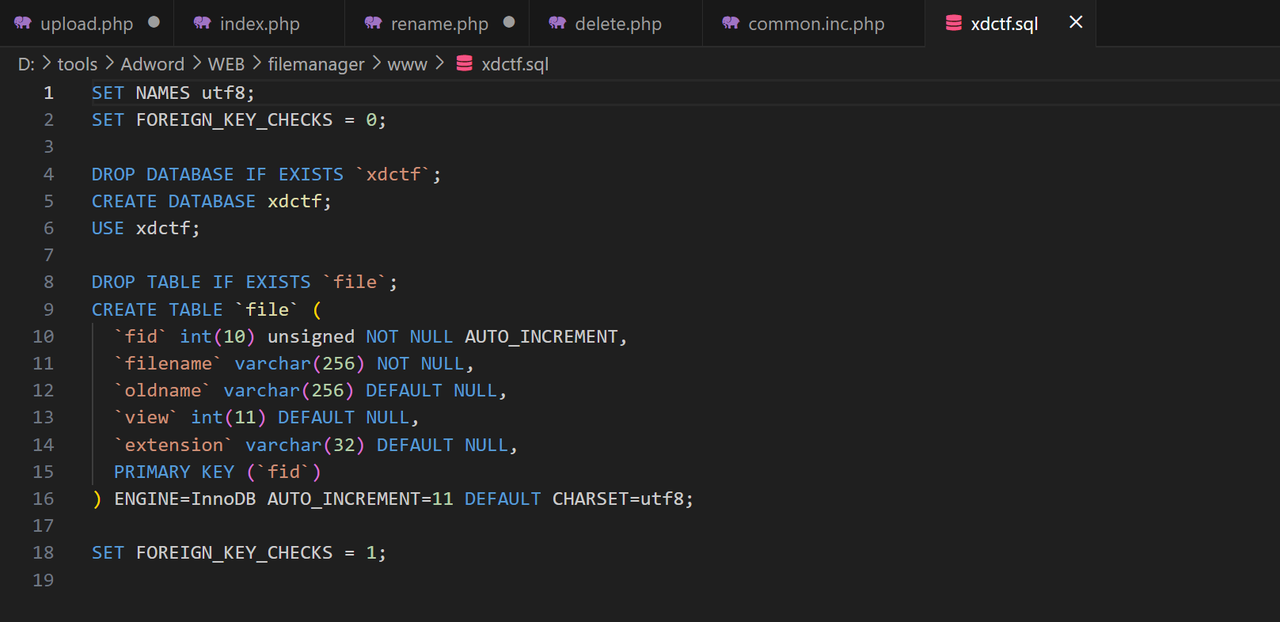 upload.php index.php rename.php delete.php common.inc.php xdctf.sql
D: > tools > Adword > WEB > filemanager > www > xdctf.sql
1 SET NAMES utf8;
2 SET FOREIGN_KEY_CHECKS = 0;
3
4 DROP DATABASE IF EXISTS `xdctf`;
5 CREATE DATABASE xdctf;
6 USE xdctf;
7
8 DROP TABLE IF EXISTS `file`;
9 CREATE TABLE `file` (
10 `fid` int(10) unsigned NOT NULL AUTO_INCREMENT,
11 `filename` varchar(256) NOT NULL,
12 `oldname` varchar(256) DEFAULT NULL,
13 `view` int(11) DEFAULT NULL,
14 `extension` varchar(32) DEFAULT NULL,
15 PRIMARY KEY (`fid`)
16 ) ENGINE=InnoDB AUTO_INCREMENT=11 DEFAULT CHARSET=utf8;
17
18 SET FOREIGN_KEY_CHECKS = 1;
19